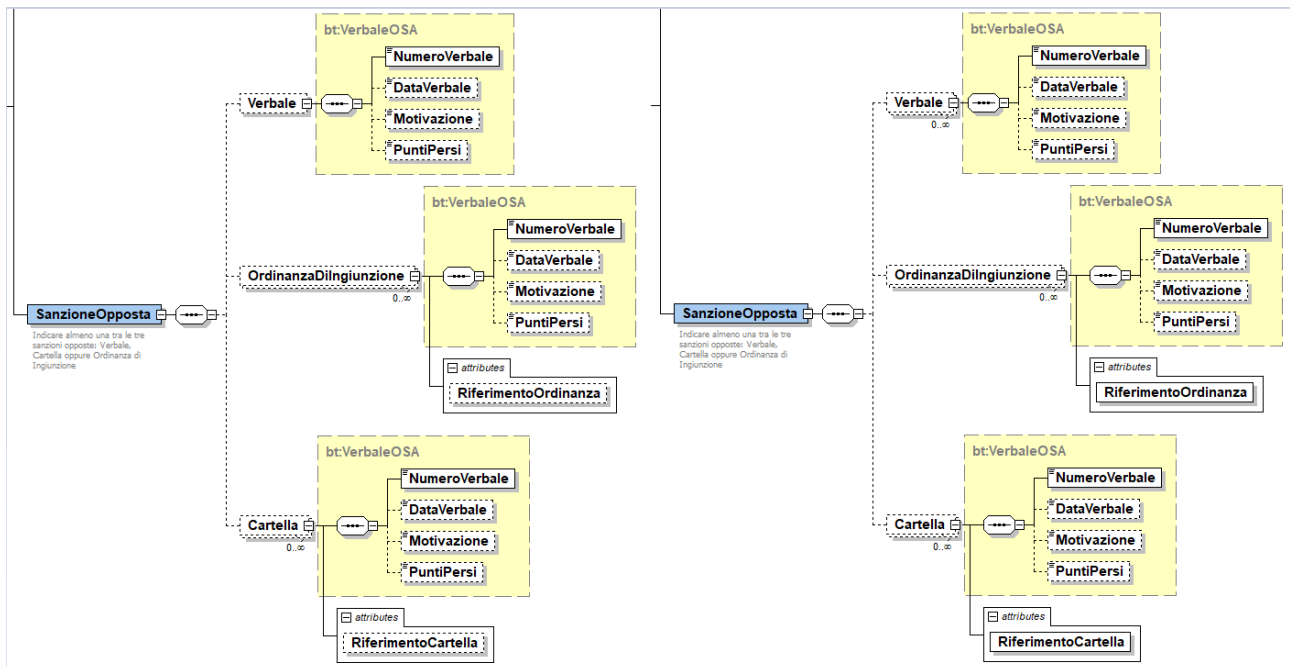 bt:VerbaleOSA
NumeroVerbale
DataVerbale
Verbale
Motivazione
PuntiPersi
bt:VerbaleOSA
NumeroVerbale
DataVerbale
OrdinanzaDiIngiunzione
0..∞
Motivazione
PuntiPersi
SanzioneOpposta
Indicare almeno una tra le tre
sanzioni opposte: Verbale,
Cartella oppure Ordinanza di
Ingiunzione
attributes
RiferimentoOrdinanza
bt:VerbaleOSA
NumeroVerbale
DataVerbale
Cartella
0..∞
Motivazione
PuntiPersi
attributes
RiferimentoCartella
bt:VerbaleOSA
NumeroVerbale
DataVerbale
Verbale
0..∞
Motivazione
PuntiPersi
bt:VerbaleOSA
NumeroVerbale
DataVerbale
OrdinanzaDiIngiunzione
0..∞
Motivazione
PuntiPersi
SanzioneOpposta
Indicare almeno una tra le tre
sanzioni opposte: Verbale,
Cartella oppure Ordinanza di
Ingiunzione
attributes
RiferimentoOrdinanza
bt:VerbaleOSA
NumeroVerbale
DataVerbale
Cartella
0..∞
Motivazione
PuntiPersi
attributes
RiferimentoCartella